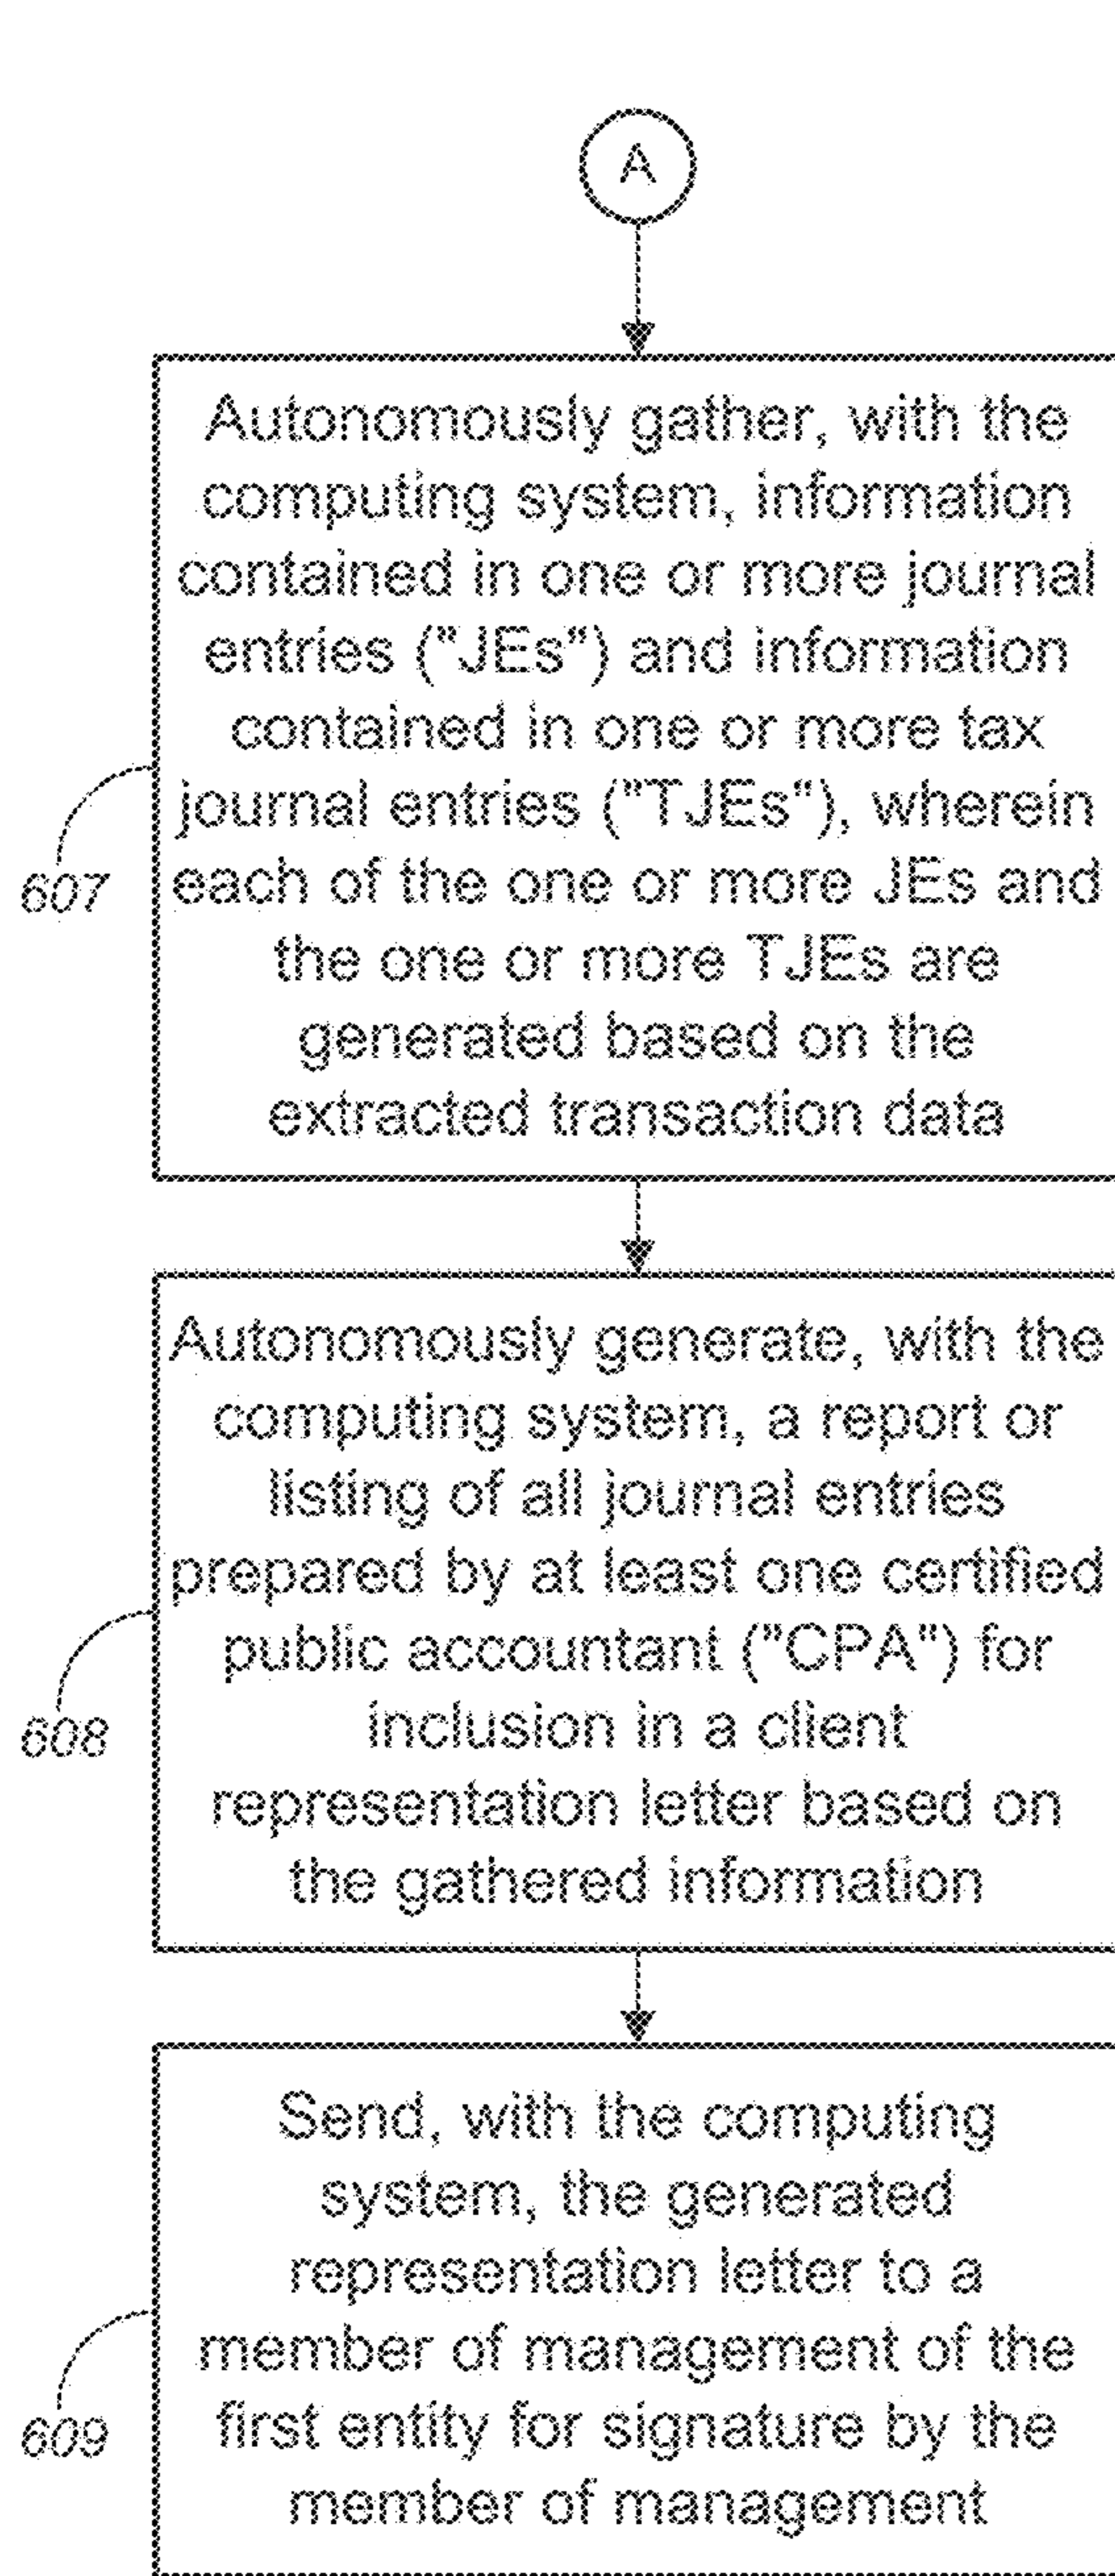 A
Autonomously gather, with the
computing system, information
contained in one or more journal
entries ("JEs") and information
contained in one or more tax
journal entries ("TJEs"), wherein
each of the one or more JEs and
the one or more TJEs are
generated based on the
extracted transaction data
607
Autonomously generate, with the
computing system, a report or
listing of all journal entries
prepared by at least one certified
public accountant ("CPA") for
inclusion in a client
representation letter based on
the gathered information
608
Send, with the computing
system, the generated
representation letter to a
member of management of the
first entity for signature by the
member of management
609